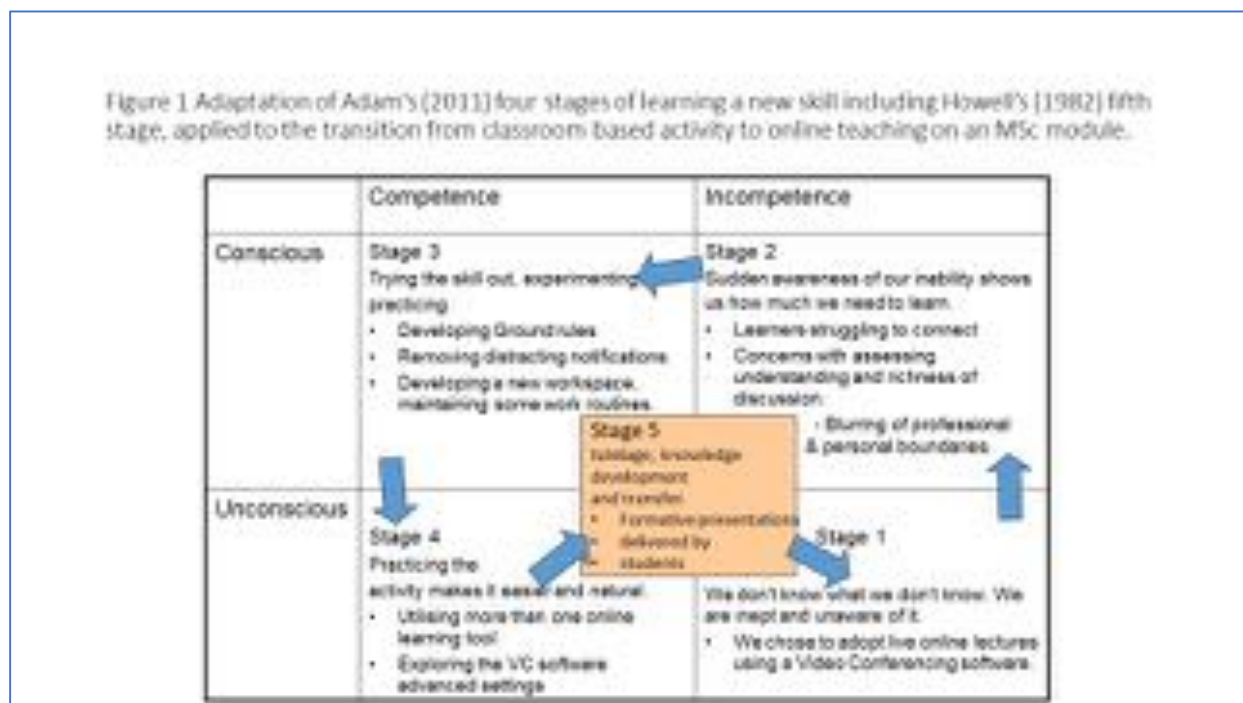 Figure 1 Adaptation of Adam's (2011) four stages of learning a new skill including Howell's (1982) fifth
stage, applied to the transition from classroom based activity to online teaching on an MSc module.
Competence
Incompetence
Conscious
Stage 3
Trying the skill out, experimenting
practicing
• Developing Ground rules
• Removing distracting notifications
• Developing a new workspace,
maintaining some work routines.
Stage 2
Sudden awareness of our inability shows
us how much we need to learn.
• Learners struggling to connect
• Concerns with assessing
understanding and richness of
discussion
- Blurring of professional
& personal boundaries
Stage 5
knowledge
development
and transfer
• Formative presentations
• delivered by
• students
Unconscious
Stage 4
Practicing the
activity makes it easier and natural.
• Utilising more than one online
learning tool
• Exploring the VC software
advanced settings
Stage 1
We don't know what we don't know. We
are inept and unaware of it
• We chose to adopt live online lectures
using a Video Conferencing software